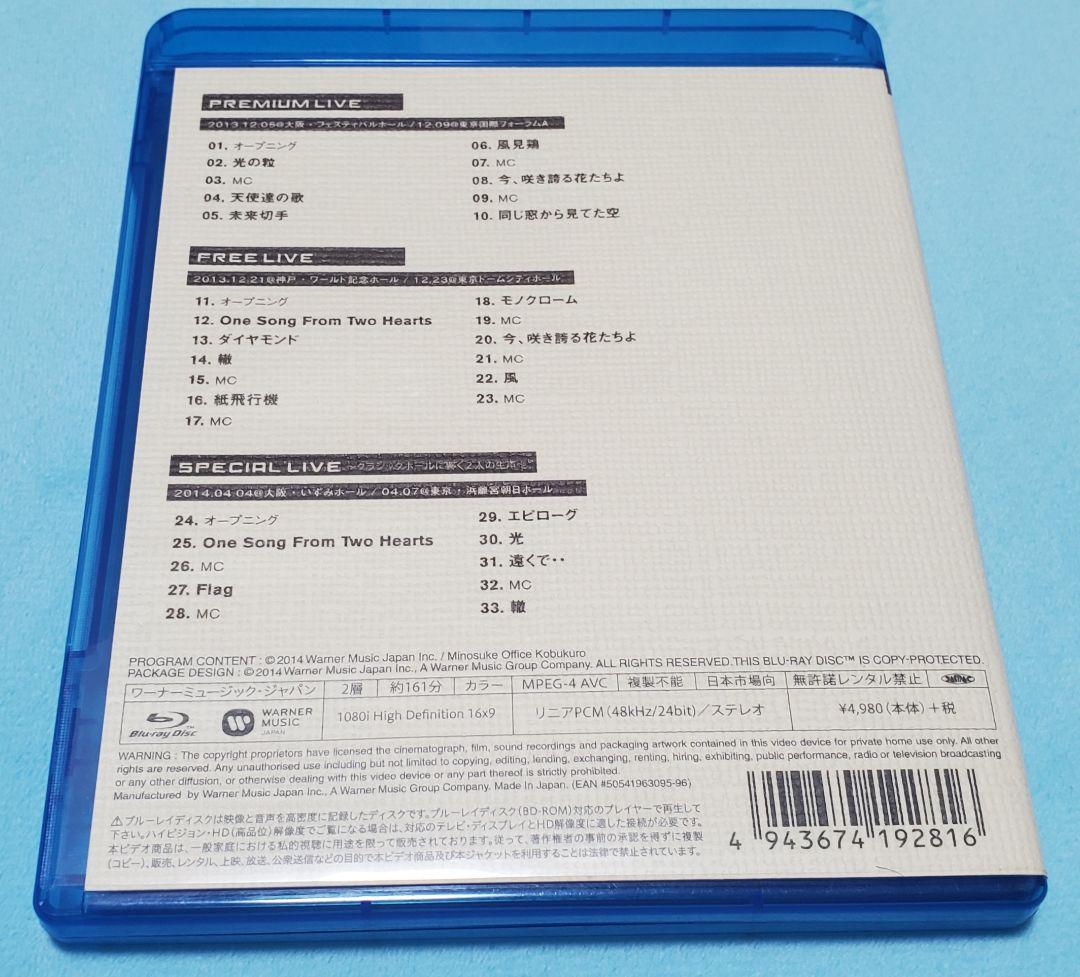 PREMIUM LIVE
2013.12.05@大阪・フェスティバルホール / 12.09@東京国際フォーラムA
01. オープニング
02. 光の粒
03. MC
04. 天使達の歌
05. 未来切手
06. 風見鶏
07. MC
08. 今、咲き誇る花たちよ
09. MC
10. 同じ窓から見てた空
FREE LIVE
2013.12.21@神戸・ワールド記念ホール / 12.23@東京ドームシティホール
11. オープニング
12. One Song From Two Hearts
13. ダイヤモンド
14. 轍
15. MC
16. 紙飛行機
17. MC
18. モノクローム
19. MC
20. 今、咲き誇る花たちよ
21. MC
22. 風
23. MC
SPECIAL LIVE ～クラシックホールに響く2人の生声～
2014.04.04@大阪・いずみホール / 04.07@東京・浜離宮朝日ホール
24. オープニング
25. One Song From Two Hearts
26. MC
27. Flag
28. MC
29. エピローグ
30. 光
31. 遠くで‥
32. MC
33. 轍
PROGRAM CONTENT : ©2014 Warner Music Japan Inc. / Minosuke Office Kobukuro
PACKAGE DESIGN : ©2014 Warner Music Japan Inc., A Warner Music Group Company. ALL RIGHTS RESERVED. THIS BLU-RAY DISC™ IS COPY-PROTECTED.
ワーナーミュージック・ジャパン 2層 約161分 カラー MPEG-4 AVC 複製不能 日本市場向 無許諾レンタル禁止
Blu-ray Disc WARNER MUSIC JAPAN 1080i High Definition 16x9 リニアPCM(48kHz/24bit)／ステレオ ¥4,980(本体)+税
WARNING : The copyright proprietors have licensed the cinematograph, film, sound recordings and packaging artwork contained in this video device for private home use only. All other
rights are reserved. Any unauthorised use including but not limited to copying, editing, lending, exchanging, renting, hiring, exhibiting, public performance, radio or television broadcasting
or any other diffusion, or otherwise dealing with this video device or any part thereof is strictly prohibited.
Manufactured by Warner Music Japan Inc., A Warner Music Group Company. Made In Japan. (EAN #50541963095-96)
⚠ブルーレイディスクは映像と音声を高密度に記録したディスクです。ブルーレイディスク(BD-ROM)対応のプレイヤーで再生して
下さい。ハイビジョン・HD(高品位)解像度でご覧になる場合は、対応のテレビ・ディスプレイとHD解像度に適した接続が必要です。
本ビデオ商品は、一般家庭における私的視聴に用途を限って販売されております。従って、著作権者の事前の承認を得ずに複製
(コピー)、販売、レンタル、上映、放送、公衆送信などの目的で本ビデオ商品及び本ジャケットを利用することは法律で禁止されています。
4 943674 192816